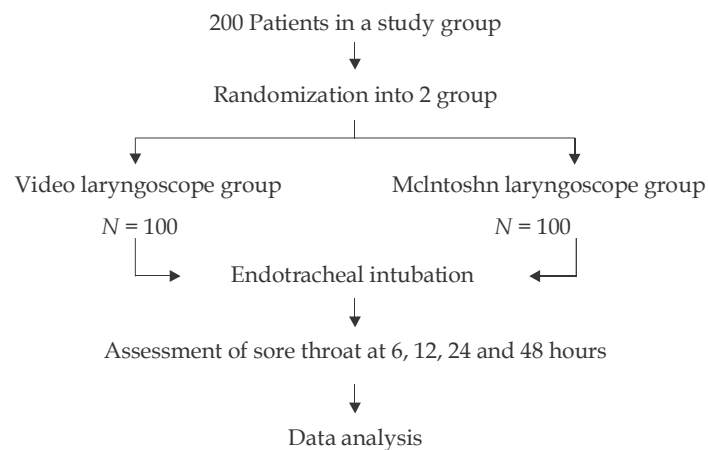 200 Patients in a study group
Randomization into 2 group
Video laryngoscope group
McIntoshn laryngoscope group
N = 100
N = 100
Endotracheal intubation
Assessment of sore throat at 6, 12, 24 and 48 hours
Data analysis